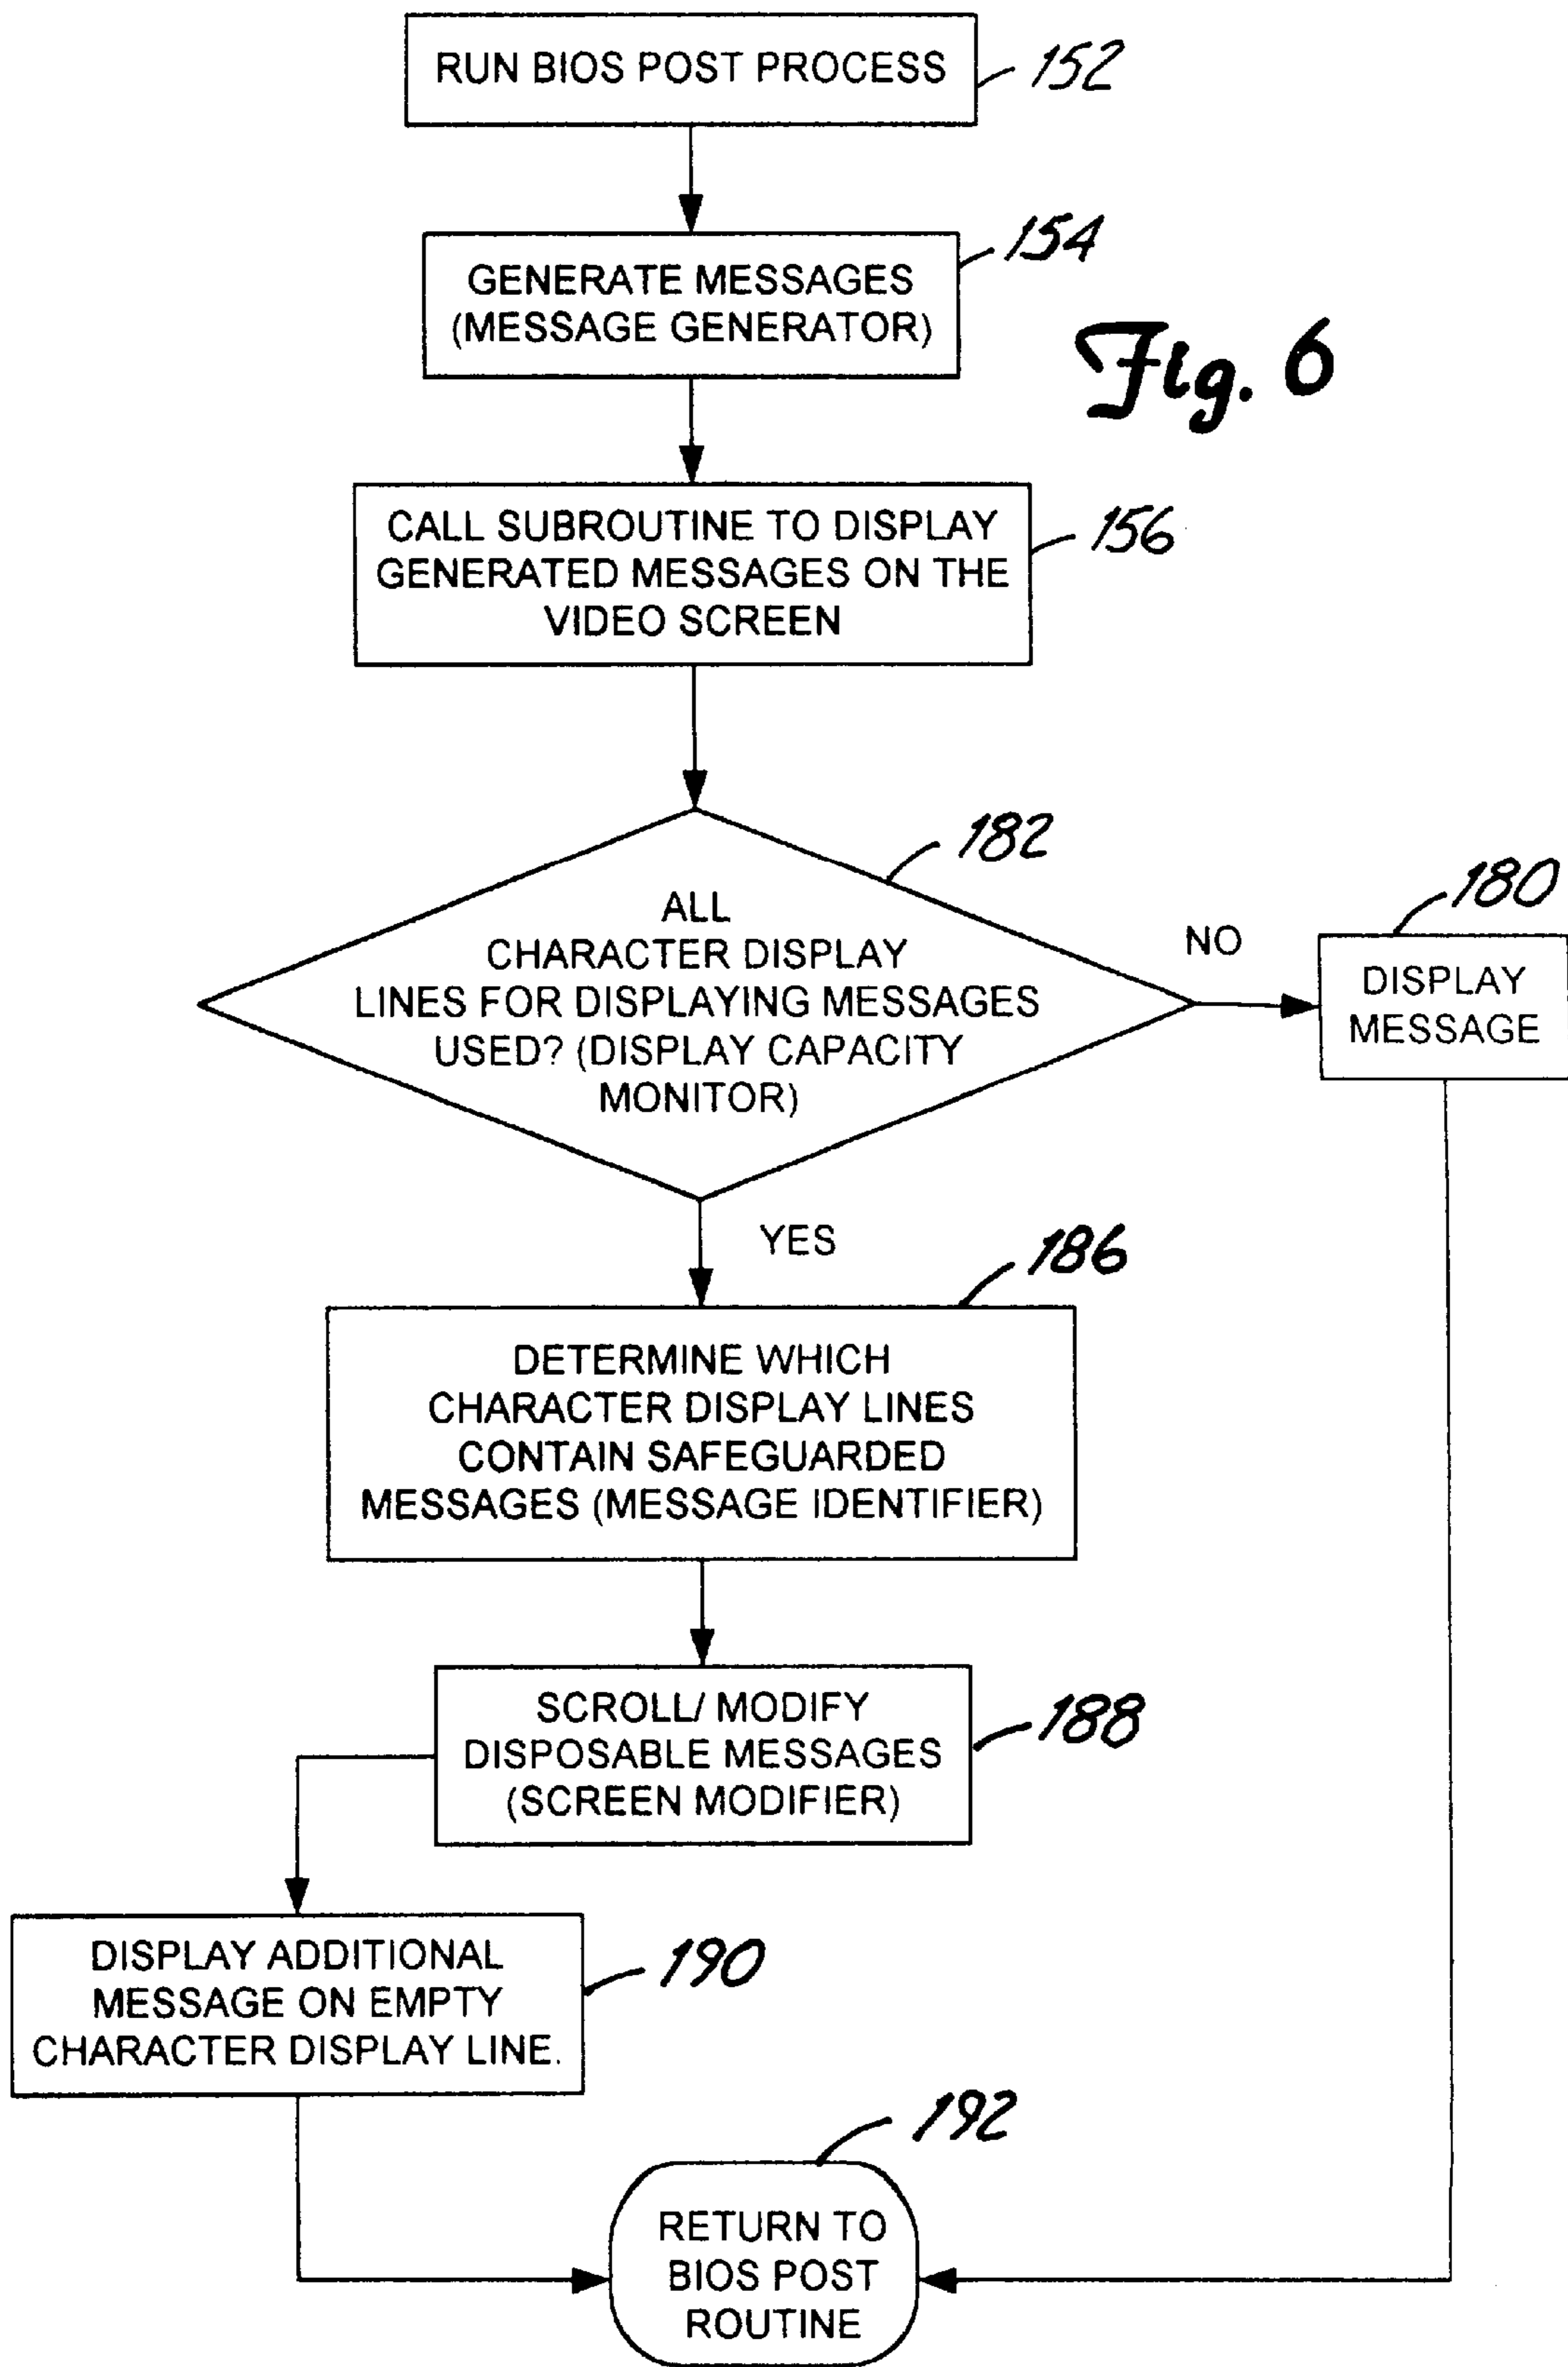 RUN BIOS POST PROCESS
152
GENERATE MESSAGES
(MESSAGE GENERATOR)
154
Fig. 6
CALL SUBROUTINE TO DISPLAY
GENERATED MESSAGES ON THE
VIDEO SCREEN
156
ALL
CHARACTER DISPLAY
LINES FOR DISPLAYING MESSAGES
USED? (DISPLAY CAPACITY
MONITOR)
182
NO
180
DISPLAY
MESSAGE
YES
186
DETERMINE WHICH
CHARACTER DISPLAY LINES
CONTAIN SAFEGUARDED
MESSAGES (MESSAGE IDENTIFIER)
SCROLL/ MODIFY
DISPOSABLE MESSAGES
(SCREEN MODIFIER)
188
DISPLAY ADDITIONAL
MESSAGE ON EMPTY
CHARACTER DISPLAY LINE.
190
192
RETURN TO
BIOS POST
ROUTINE